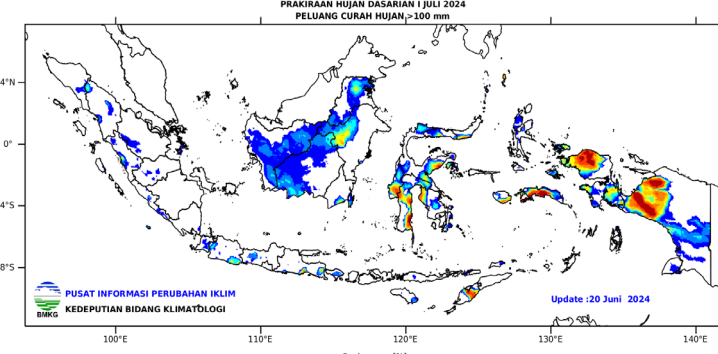 PRAKIRAAN HUJAN DASARIAN I JULI 2024
PELUANG CURAH HUJAN >100 mm
4°N
0°
4°S
8°S
PUSAT INFORMASI PERUBAHAN IKLIM
KEDEPUTIAN BIDANG KLIMATOLOGI
BMKG
Update :20 Juni 2024
100°E
110°E
120°E
130°E
140°E